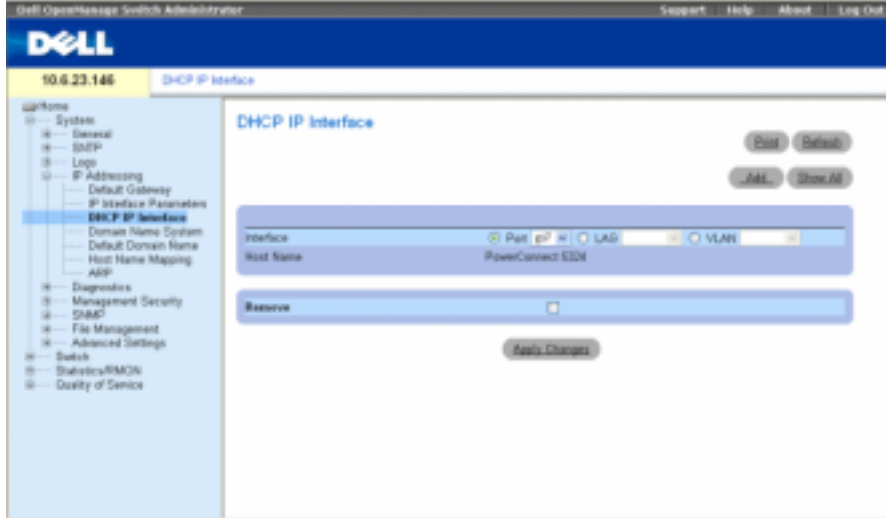 Dell OpenManage Switch Administrator
Support Help About Log Out
DELL
10.6.23.146
DHCP IP Interface
Home
System
General
SNTP
Logs
IP Addressing
Default Gateway
IP Interface Parameters
DHCP IP Interface
Domain Name System
Default Domain Name
Host Name Mapping
ARP
Diagnostics
Management Security
SNMP
File Management
Advanced Settings
Switch
Statistics/RMON
Quality of Service
DHCP IP Interface
Print Refresh
Add Show All
Interface Port LAG VLAN
Host Name PowerConnect 5324
Remove
Apply Changes